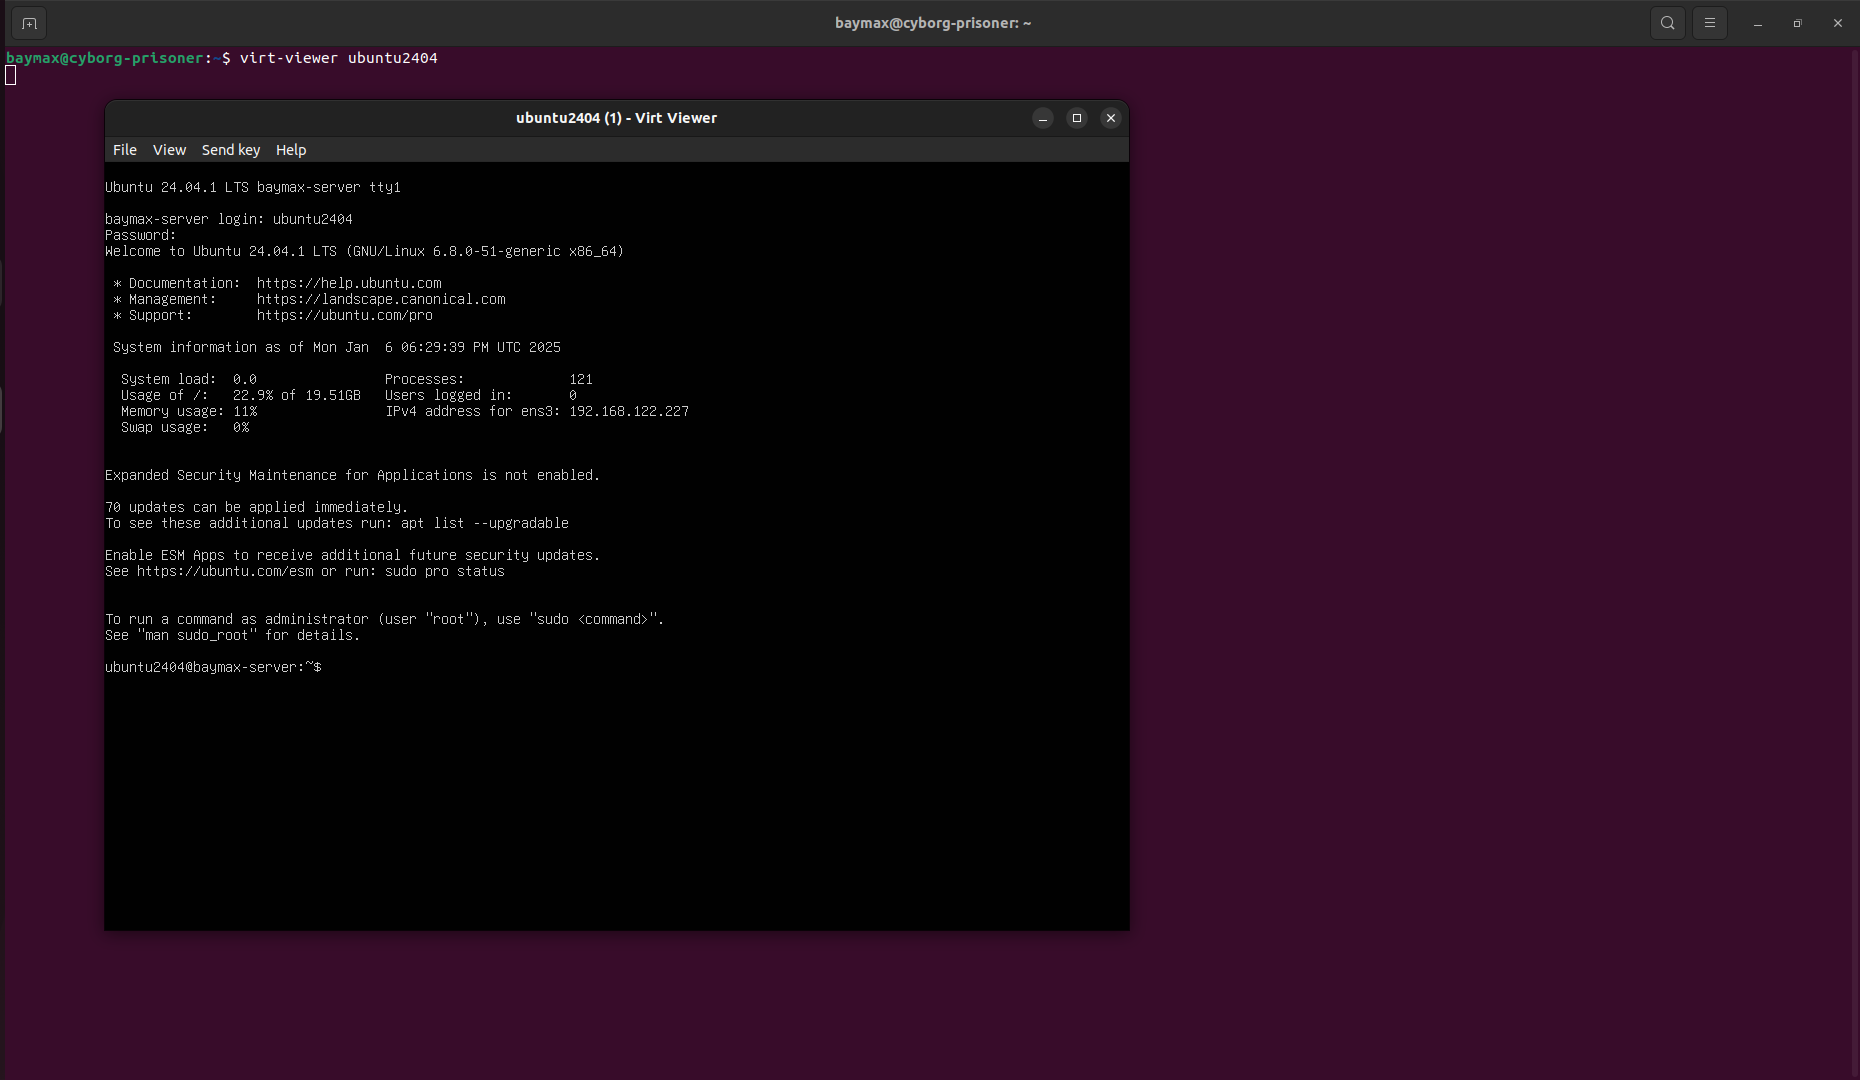 baymax@cyborg-prisoner: ~
baymax@cyborg-prisoner:~$ virt-viewer ubuntu2404
ubuntu2404 (1) - Virt Viewer
File View Send key Help
Ubuntu 24.04.1 LTS baymax-server tty1
baymax-server login: ubuntu2404
Password:
Welcome to Ubuntu 24.04.1 LTS (GNU/Linux 6.8.0-51-generic x86_64)
* Documentation: https://help.ubuntu.com
* Management: https://landscape.canonical.com
* Support: https://ubuntu.com/pro
System information as of Mon Jan 6 06:29:39 PM UTC 2025
System load: 0.0 Processes: 121
Usage of /: 22.9% of 19.51GB Users logged in: 0
Memory usage: 11% IPv4 address for ens3: 192.168.122.227
Swap usage: 0%
Expanded Security Maintenance for Applications is not enabled.
70 updates can be applied immediately.
To see these additional updates run: apt list --upgradable
Enable ESM Apps to receive additional future security updates.
See https://ubuntu.com/esm or run: sudo pro status
To run a command as administrator (user "root"), use "sudo <command>".
See "man sudo_root" for details.
ubuntu2404@baymax-server:~$